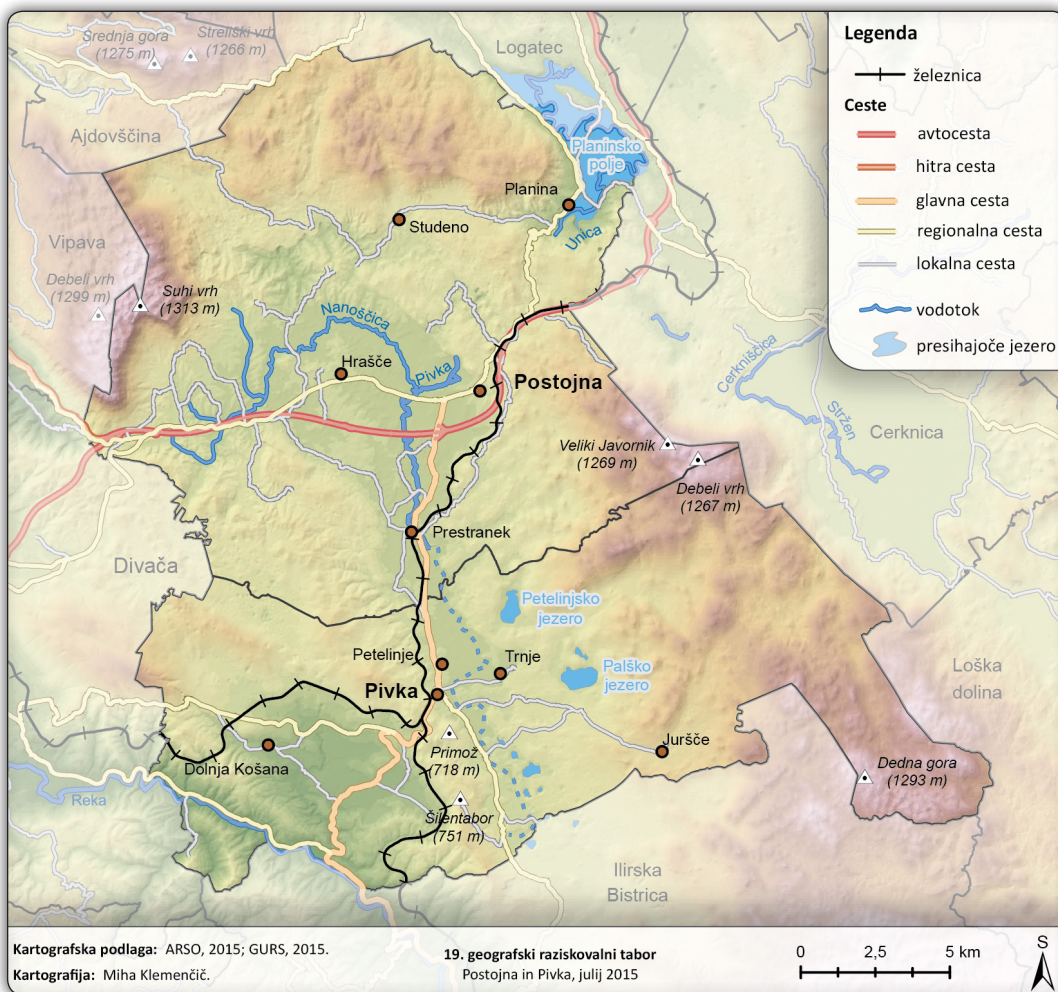 Srednja gora
(1275 m)
Streliški vrh
(1266 m)
Logatec
Ajdovščina
Planinsko
polje
Planina
Studeno
Unica
Vipava
Debeli vrh
(1299 m)
Suhi vrh
(1313 m)
Nanoščica
Hrašče
Pivka
Postojna
Cerkniščica
Stržen
Cerknica
Veliki Javornik
(1269 m)
Debeli vrh
(1267 m)
Prestranek
Divača
Petelinjsko
jezero
Petelinje
Trnje
Palško
jezero
Loška
dolina
Pivka
Primož
(718 m)
Juršče
Dolnja Košana
Dedna gora
(1293 m)
Reka
Šilentabor
(751 m)
Ilirska
Bistrica
Legenda
železnica
Ceste
avtocesta
hitra cesta
glavna cesta
regionalna cesta
lokalna cesta
vodotok
presihajoče jezero
Kartografska podlaga: ARSO, 2015; GURS, 2015.
Kartografija: Miha Klemenčič.
19. geografski raziskovalni tabor
Postojna in Pivka, julij 2015
0 2,5 5 km
S